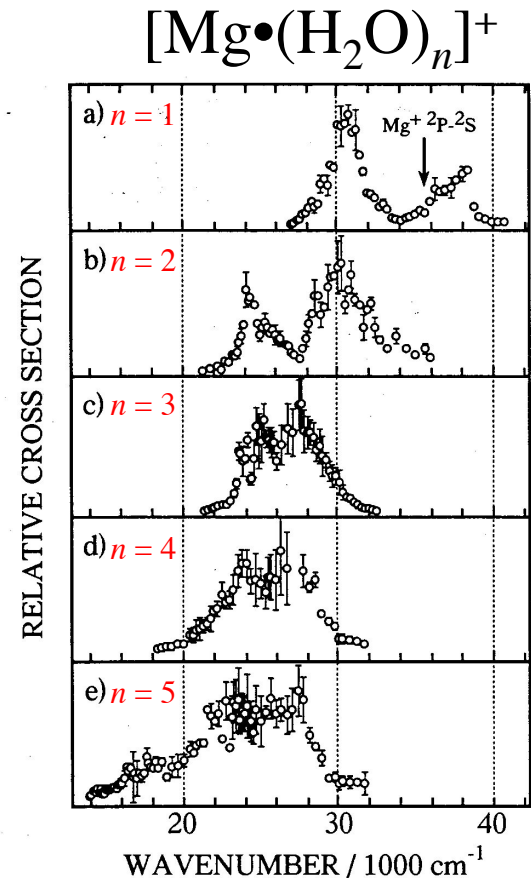 [Mg•(H₂O)ₙ]⁺
a) n = 1
Mg⁺ ²P-²S
b) n = 2
c) n = 3
d) n = 4
e) n = 5
RELATIVE CROSS SECTION
20 30 40
WAVENUMBER / 1000 cm⁻¹